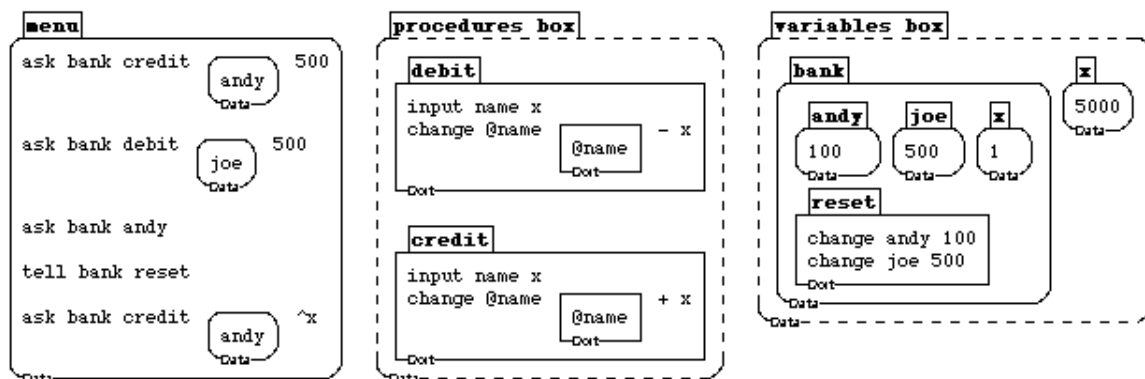 menu
ask bank credit andy 500
Data
ask bank debit joe 500
Data
ask bank andy
tell bank reset
ask bank credit andy ^x
Data
Data
procedures box
debit
input name x
change @name @name - x
Doit
Doit
credit
input name x
change @name @name + x
Doit
Doit
Data
variables box
bank
andy
100
Data
joe
500
Data
x
1
Data
reset
change andy 100
change joe 500
Doit
Data
x
5000
Data
Data